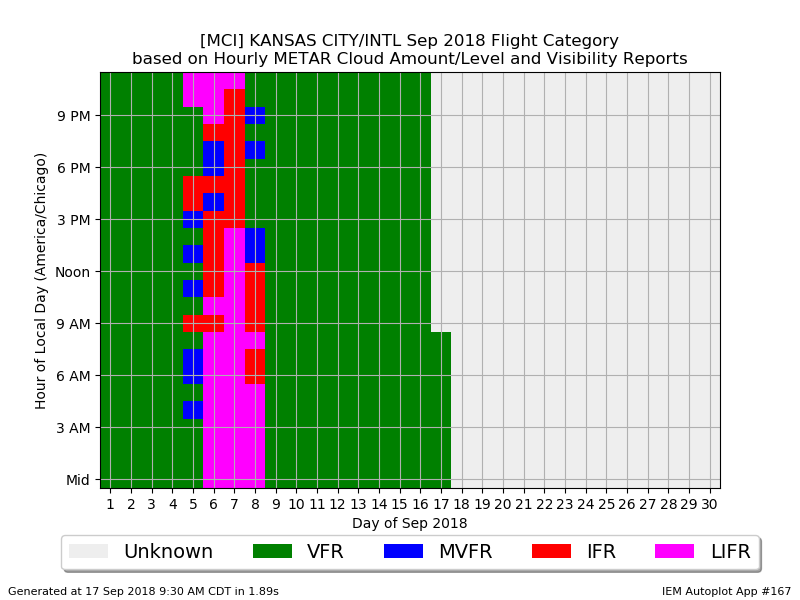 [MCI] KANSAS CITY/INTL Sep 2018 Flight Category
based on Hourly METAR Cloud Amount/Level and Visibility Reports
Hour of Local Day (America/Chicago)
9 PM
6 PM
3 PM
Noon
9 AM
6 AM
3 AM
Mid
1 2 3 4 5 6 7 8 9 10 11 12 13 14 15 16 17 18 19 20 21 22 23 24 25 26 27 28 29 30
Day of Sep 2018
Unknown VFR MVFR IFR LIFR
Generated at 17 Sep 2018 9:30 AM CDT in 1.89s
IEM Autoplot App #167